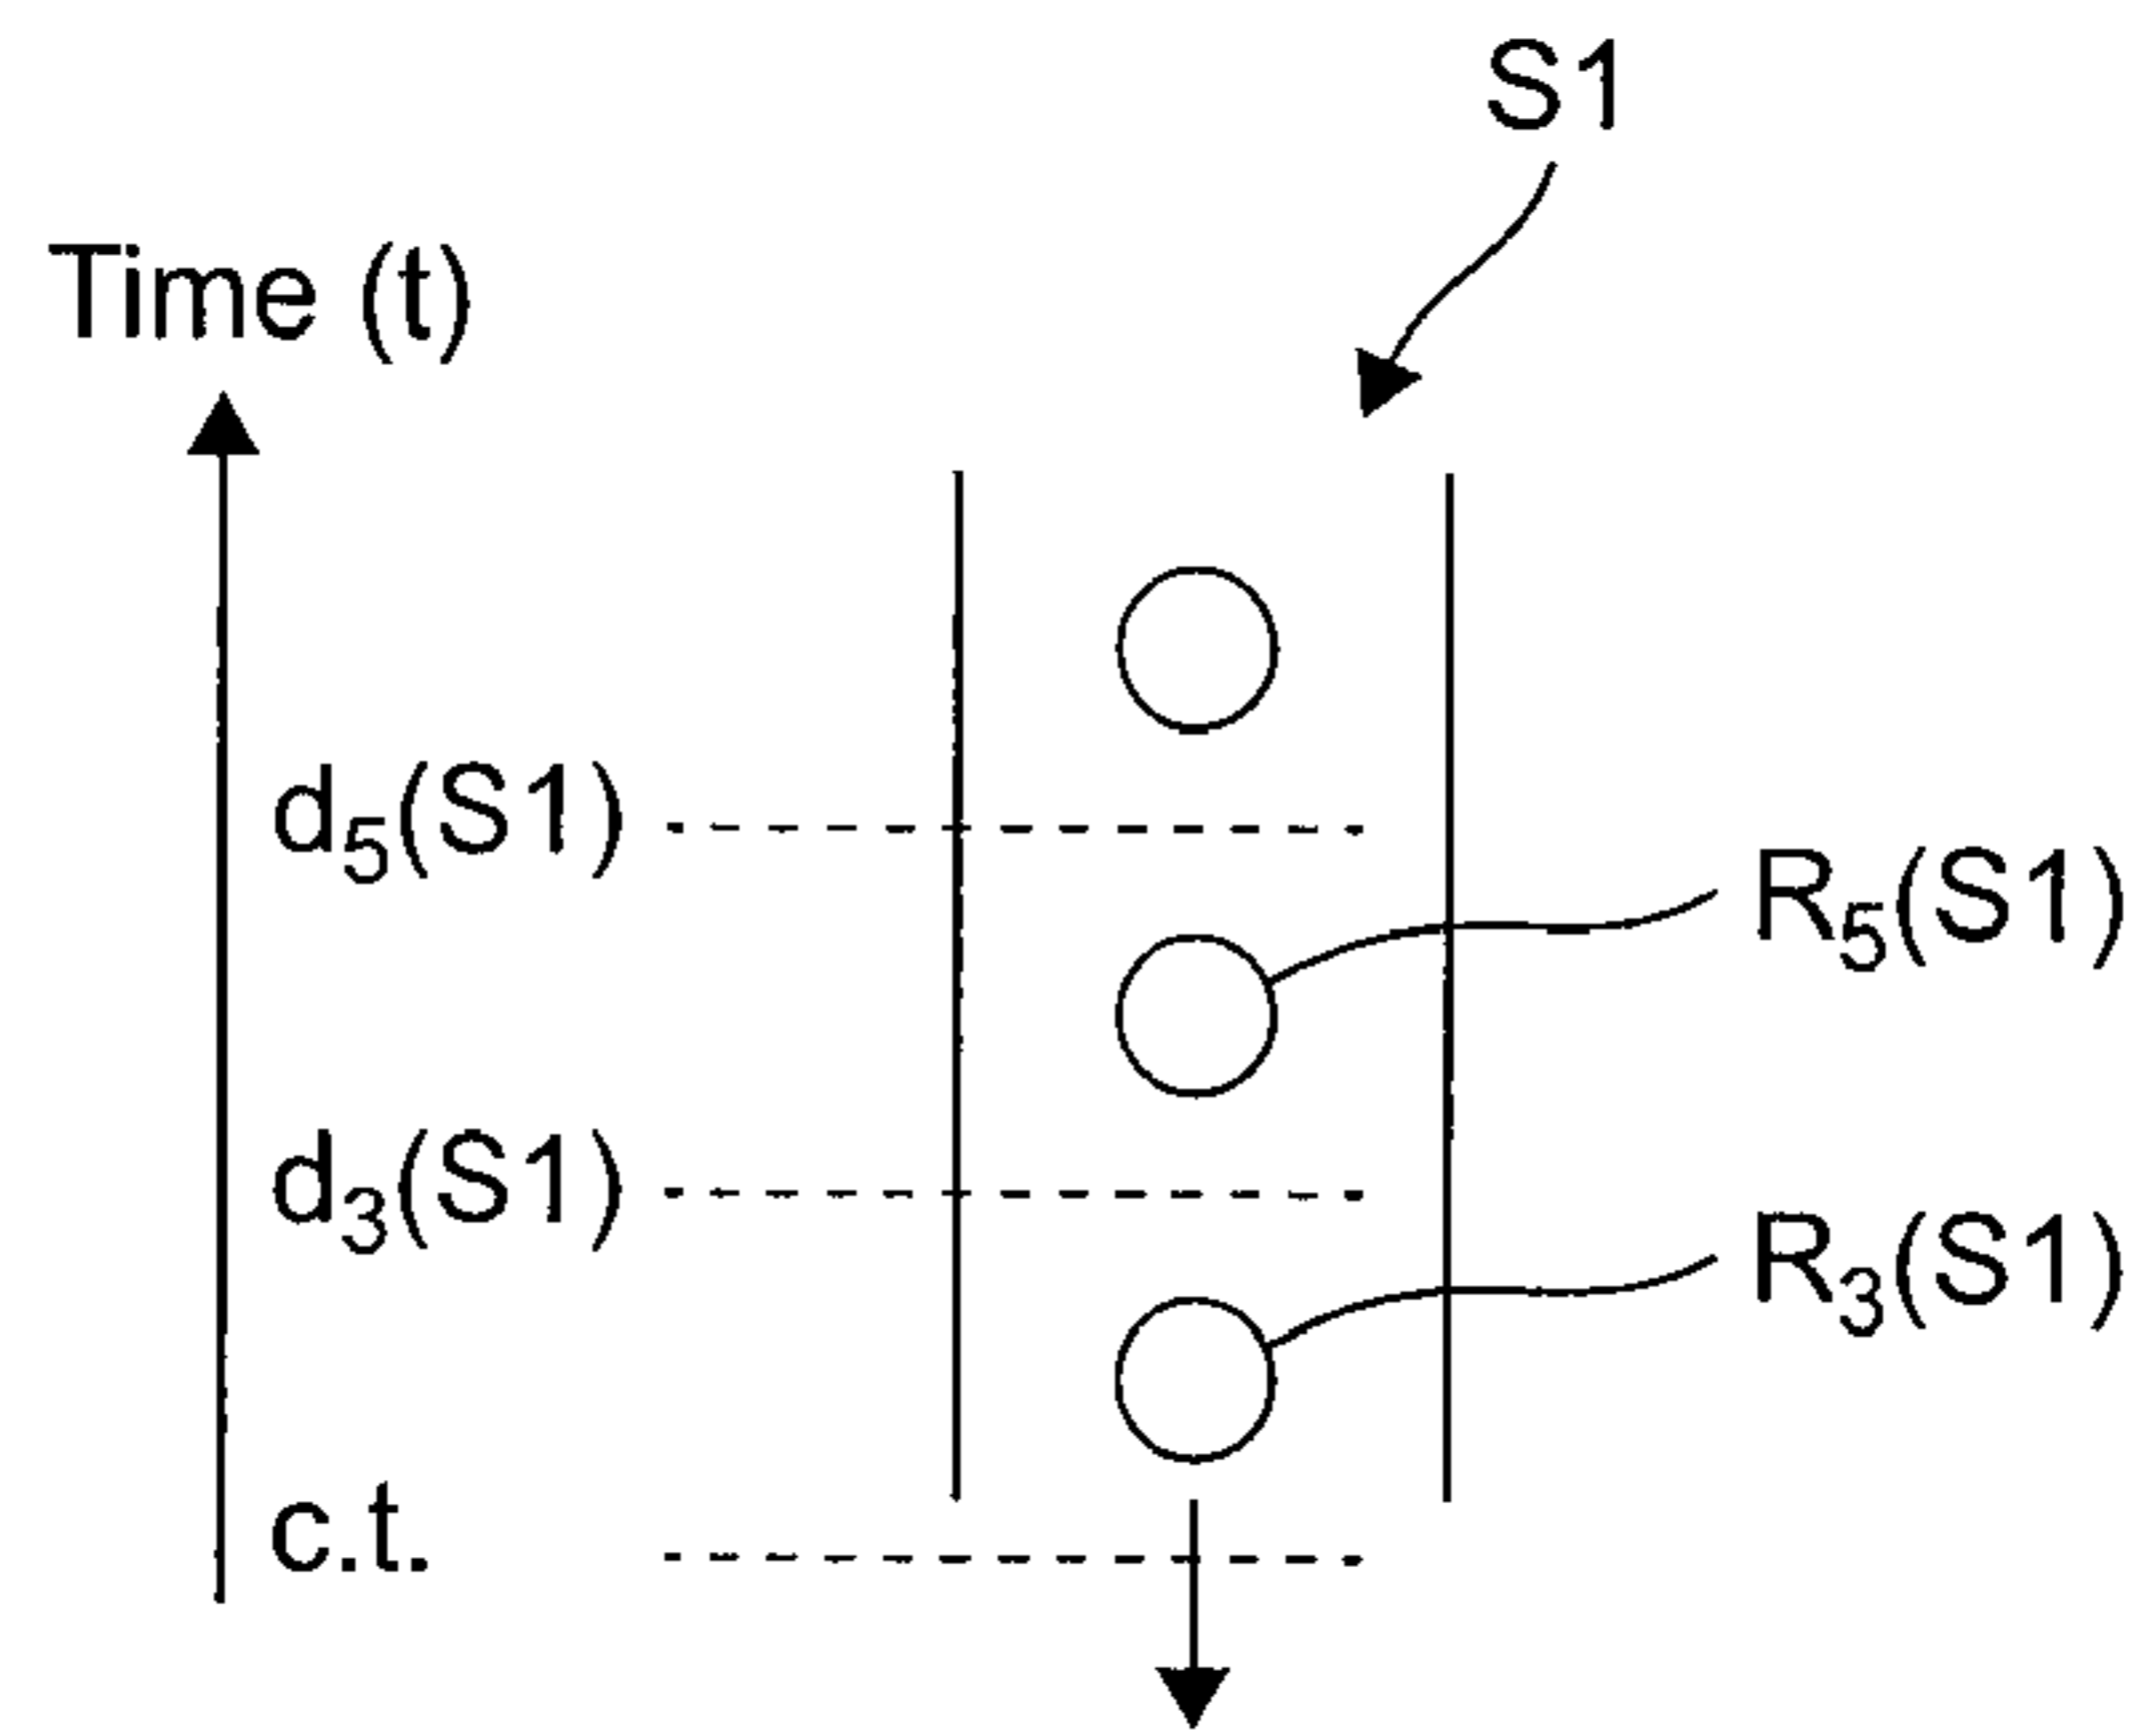 S1
Time (t)
d5(S1)
R5(S1)
d3(S1)
R3(S1)
c.t.